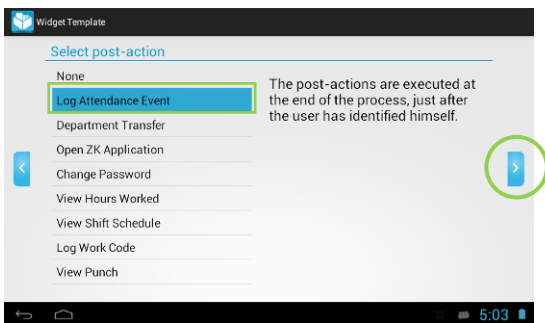 Widget Template
Select post-action
None
Log Attendance Event
Department Transfer
Open ZK Application
Change Password
View Hours Worked
View Shift Schedule
Log Work Code
View Punch
The post-actions are executed at
the end of the process, just after
the user has identified himself.
5:03